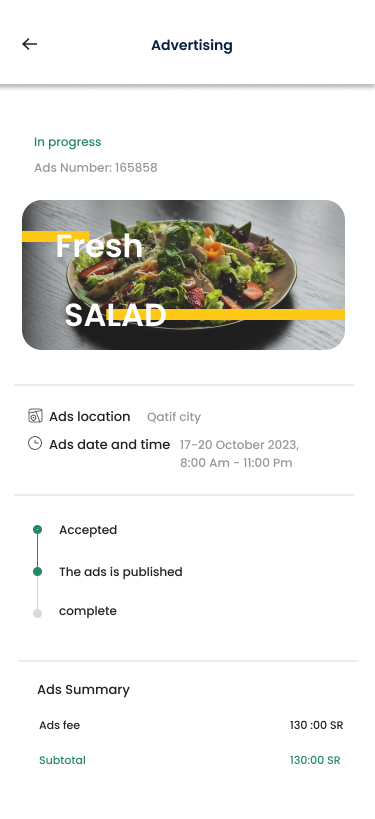 Advertising
In progress
Ads Number: 165858
Fresh
SALAD
Ads location Qatif city
Ads date and time 17-20 October 2023,
8:00 Am - 11:00 Pm
Accepted
The ads is published
complete
Ads Summary
Ads fee 130 :00 SR
Subtotal 130:00 SR